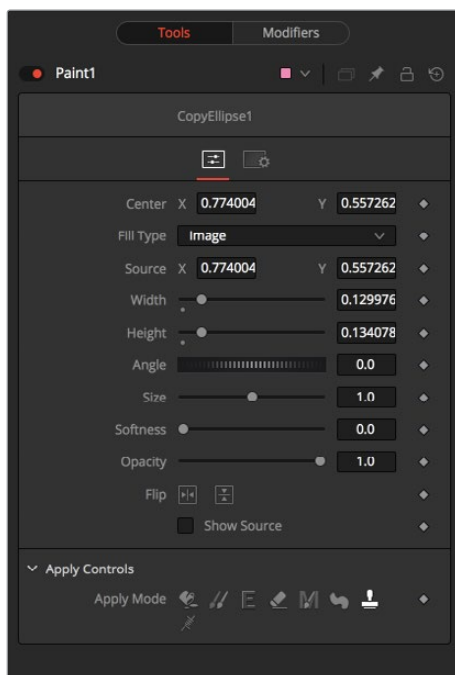 Tools Modifiers
Paint1
CopyEllipse1
Center X 0.774004 Y 0.557262
Fill Type Image
Source X 0.774004 Y 0.557262
Width 0.129976
Height 0.134078
Angle 0.0
Size 1.0
Softness 0.0
Opacity 1.0
Flip
Show Source
Apply Controls
Apply Mode